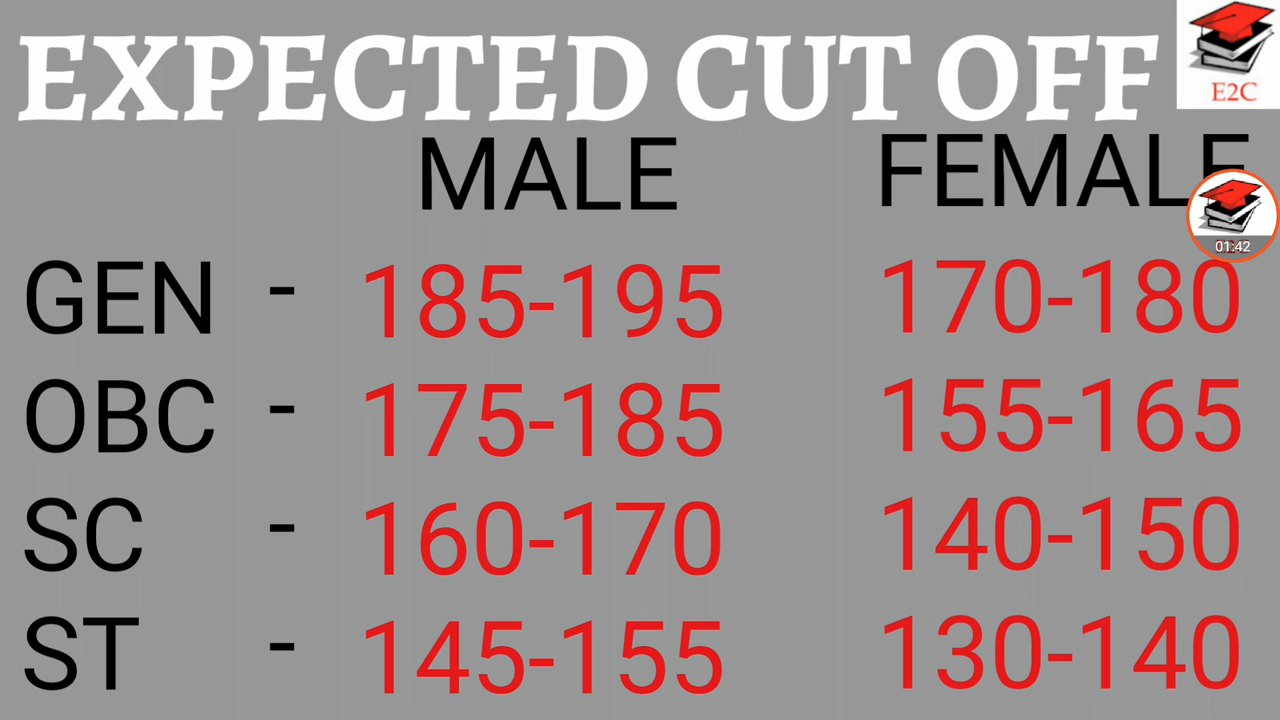 EXPECTED CUT OFF
E2C
MALE FEMALE
01:42
GEN - 185-195 170-180
OBC - 175-185 155-165
SC - 160-170 140-150
ST - 145-155 130-140